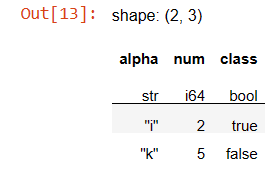 Out[13]: shape: (2, 3)
alpha num class
str i64 bool
"i" 2 true
"k" 5 false